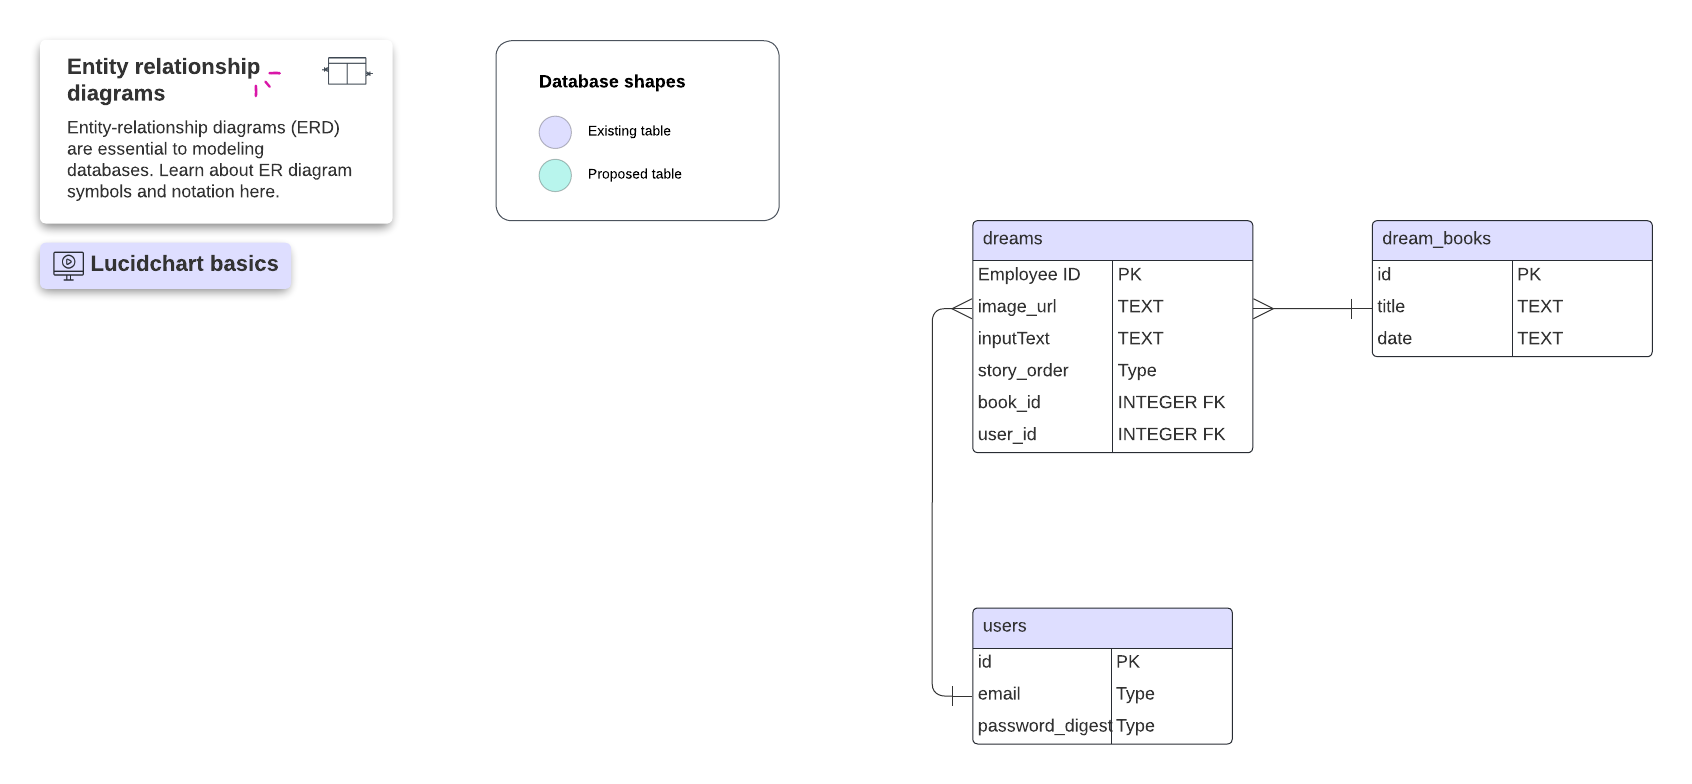 Entity relationship
diagrams
Entity-relationship diagrams (ERD)
are essential to modeling
databases. Learn about ER diagram
symbols and notation here.
Lucidchart basics
Database shapes
Existing table
Proposed table
dreams
Employee ID PK
image_url TEXT
inputText TEXT
story_order Type
book_id INTEGER FK
user_id INTEGER FK
dream_books
id PK
title TEXT
date TEXT
users
id PK
email Type
password_digest Type